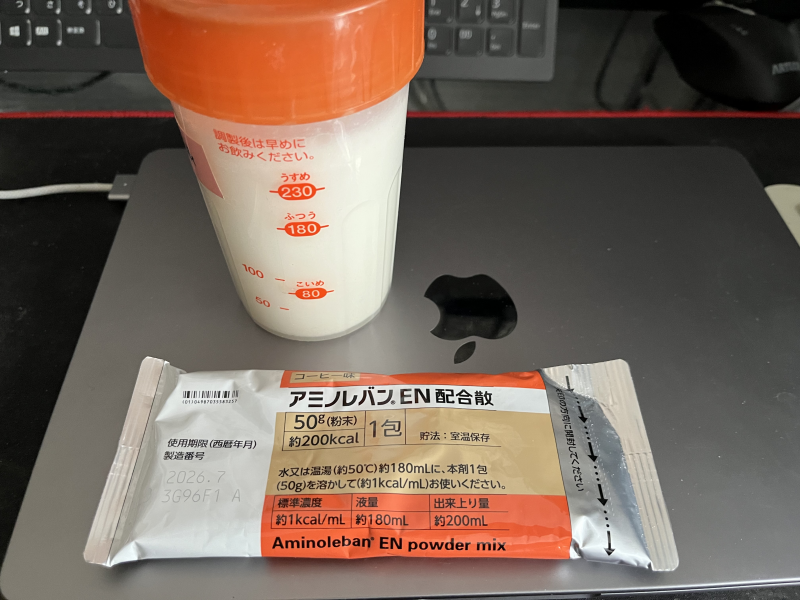 調製後は早めに
お飲みください。
うすめ
230
ふつう
180
100
こいめ
80
50
コーヒー味
アミノレバン® EN 配合散
50g(粉末)
約200kcal
1包
貯法：室温保存
使用期限(西暦年月)
製造番号
2026.7
3G96F1 A
水又は温湯(約50℃)約180mLに、本剤1包
(50g)を溶かして(約1kcal/mL)お使いください。
標準濃度
液量
出来上り量
約1kcal/mL
約180mL
約200mL
Aminoleban® EN powder mix